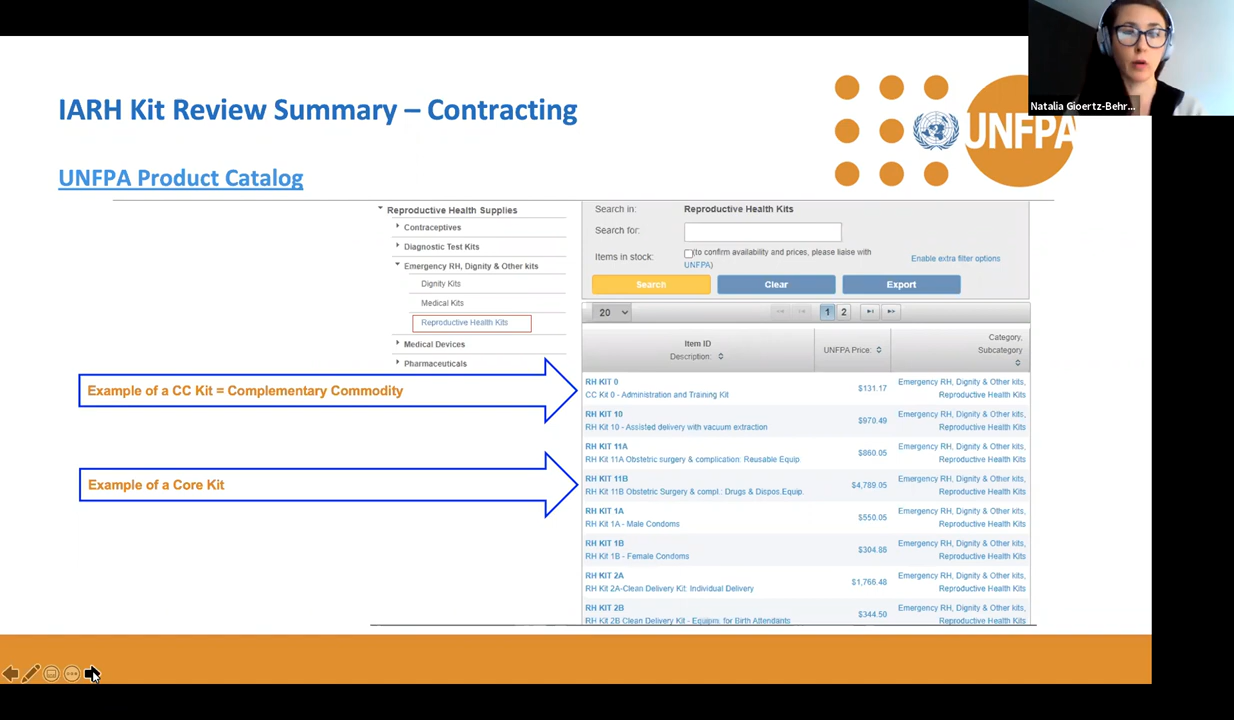 Natalia Gioertz-Behr...
IARH Kit Review Summary – Contracting
UNFPA
UNFPA Product Catalog
Reproductive Health Supplies
Contraceptives
Diagnostic Test Kits
Emergency RH, Dignity & Other kits
Dignity Kits
Medical Kits
Reproductive Health Kits
Medical Devices
Pharmaceuticals
Search in: Reproductive Health Kits
Search for:
Items in stock: (to confirm availability and prices, please liaise with
UNFPA)
Enable extra filter options
Search Clear Export
20 1 2
Item ID
Description:
UNFPA Price:
Category,
Subcategory
Example of a CC Kit = Complementary Commodity
Example of a Core Kit
RH KIT 0
CC Kit 0 - Administration and Training Kit
$131.17
Emergency RH, Dignity & Other kits,
Reproductive Health Kits
RH KIT 10
RH Kit 10 - Assisted delivery with vacuum extraction
$970.49
Emergency RH, Dignity & Other kits,
Reproductive Health Kits
RH KIT 11A
RH Kit 11A Obstetric surgery & complication: Reusable Equip.
$860.05
Emergency RH, Dignity & Other kits,
Reproductive Health Kits
RH KIT 11B
RH Kit 11B Obstetric Surgery & compl.: Drugs & Dispos.Equip.
$4,789.05
Emergency RH, Dignity & Other kits,
Reproductive Health Kits
RH KIT 1A
RH Kit 1A - Male Condoms
$550.05
Emergency RH, Dignity & Other kits,
Reproductive Health Kits
RH KIT 1B
RH Kit 1B - Female Condoms
$304.86
Emergency RH, Dignity & Other kits,
Reproductive Health Kits
RH KIT 2A
RH Kit 2A-Clean Delivery Kit: Individual Delivery
$1,766.48
Emergency RH, Dignity & Other kits,
Reproductive Health Kits
RH KIT 2B
RH Kit 2B Clean Delivery Kit - Equipm. for Birth Attendants
$344.50
Emergency RH, Dignity & Other kits,
Reproductive Health Kits